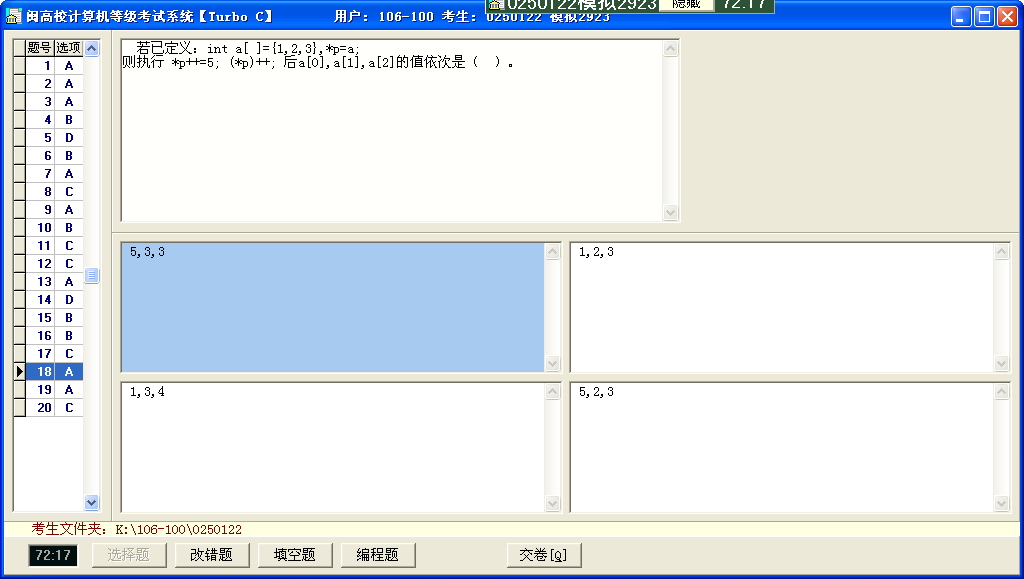 闽高校计算机等级考试系统【Turbo C】 用户: 106-100 考生: 0250122 模拟2923
0250122模拟2923 隐藏 72:17
题号 选项
1 A
2 A
3 A
4 B
5 D
6 B
7 A
8 C
9 A
10 B
11 C
12 C
13 A
14 D
15 B
16 B
17 C
18 A
19 A
20 C
若已定义: int a[ ]={1,2,3},*p=a;
则执行 *p++=5; (*p)++; 后a[0],a[1],a[2]的值依次是（ ）。
5,3,3
1,2,3
1,3,4
5,2,3
考生文件夹: K:\106-100\0250122
72:17 选择题 改错题 填空题 编程题 交卷[Q]